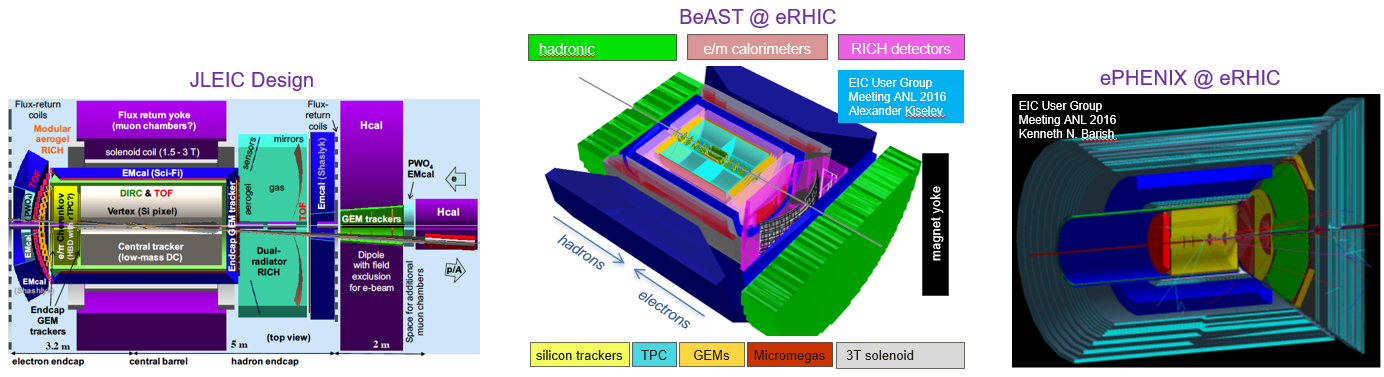 BeAST @ eRHIC
hadronic
e/m calorimeters
RICH detectors
JLEIC Design
ePHENIX @ eRHIC
EIC User Group
Meeting ANL 2016
Alexander Kiselev
EIC User Group
Meeting ANL 2016
Kenneth N. Barish
Flux-return
coils
Modular
aerogel
RICH
Flux return yoke
(muon chambers?)
solenoid coil (1.5 - 3 T)
Flux-
return
coils
Hcal
sensors
mirrors
aerogel
gas
TOF
Emcal (Shaslyk)
PWO₄
EMcal
e
EMcal (Sci-Fi)
DIRC & TOF
Vertex (Si pixel)
Central tracker
(low-mass DC)
TOF
PWO₄
EMcal
EMcal
(Shashlyk)
e/π Cherenkov
Endcap GEM tracker
GEM trackers
Hcal
p/A
Dual-
radiator
RICH
Dipole with
field
exclusion
for e-beam
Space for additional
muon chambers
Endcap
GEM
trackers
(top view)
3.2 m
5 m
2 m
electron endcap
central barrel
hadron endcap
hadrons
electrons
magnet yoke
silicon trackers
TPC
GEMs
Micromegas
3T solenoid